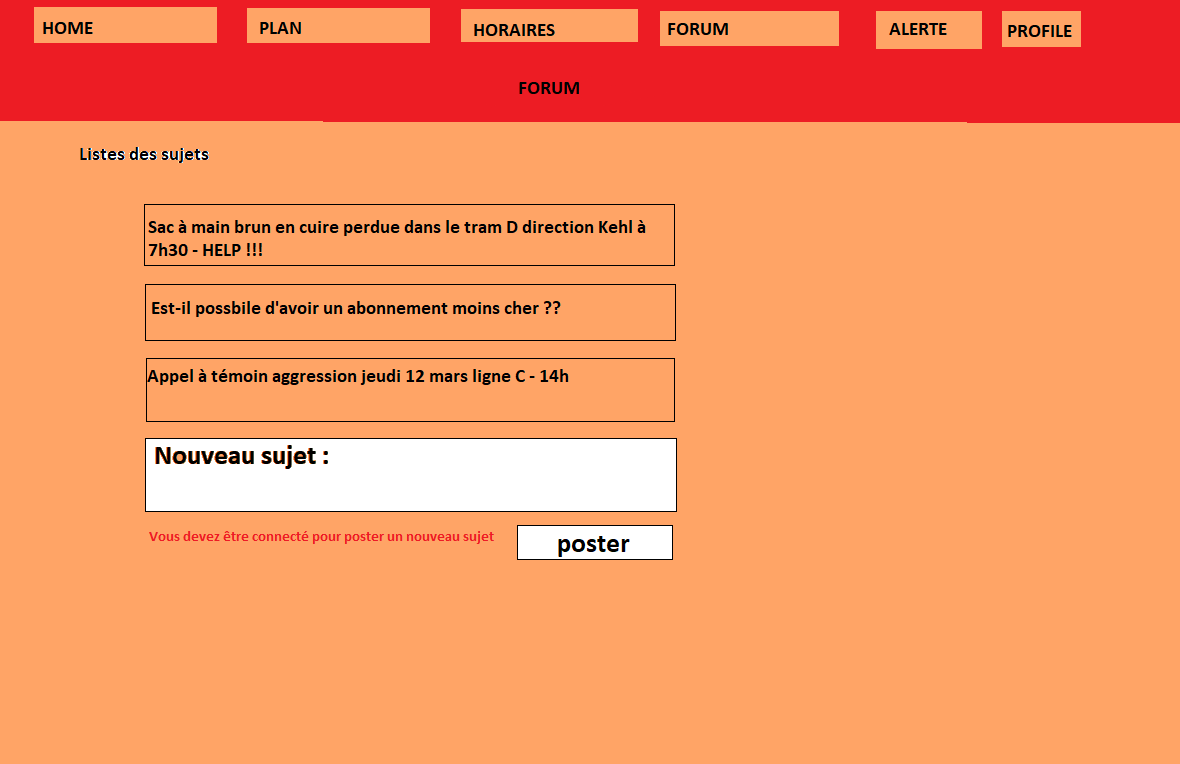 HOME PLAN HORAIRES FORUM ALERTE PROFILE
FORUM
Listes des sujets
Sac à main brun en cuire perdue dans le tram D direction Kehl à
7h30 - HELP !!!
Est-il possbile d'avoir un abonnement moins cher ??
Appel à témoin aggression jeudi 12 mars ligne C - 14h
Nouveau sujet :
Vous devez être connecté pour poster un nouveau sujet
poster